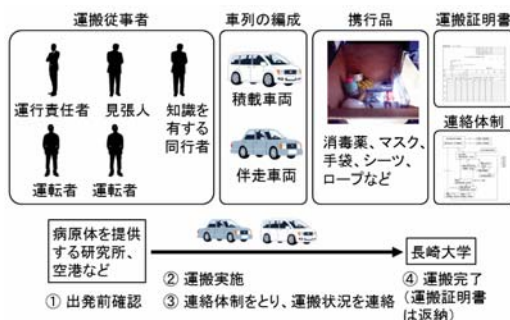 運搬従事者
運行責任者
見張人
知識を
有する
同行者
運転者
運転者
車列の編成
積載車両
伴走車両
携行品
消毒薬、マスク、
手袋、シーツ、
ロープなど
運搬証明書
連絡体制
病原体を提供
する研究所、
空港など
長崎大学
① 出発前確認
② 運搬実施
③ 連絡体制をとり、運搬状況を連絡
④ 運搬完了
(運搬証明書
は返納)